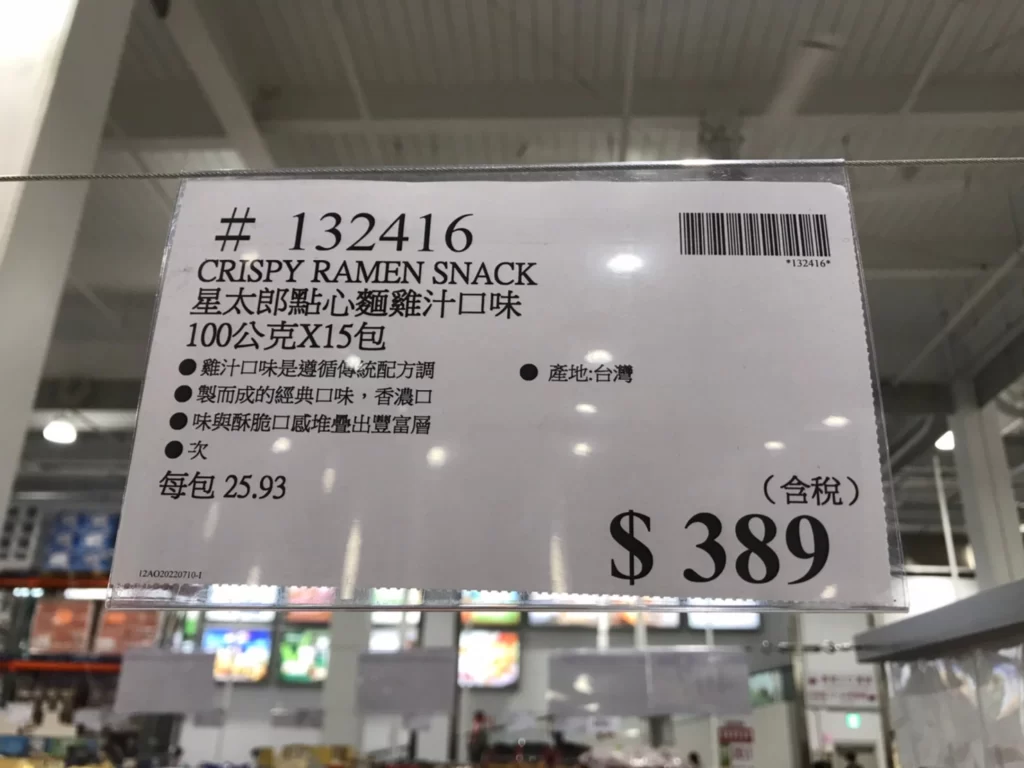 # 132416
*132416*
CRISPY RAMEN SNACK
星太郎點心麵雞汁口味
100公克X15包
●雞汁口味是遵循傳統配方調
●製而成的經典口味，香濃口
●味與酥脆口感堆疊出豐富層
●次
●產地:台灣
每包 25.93
（含稅）
$ 389
12AO20220710-1